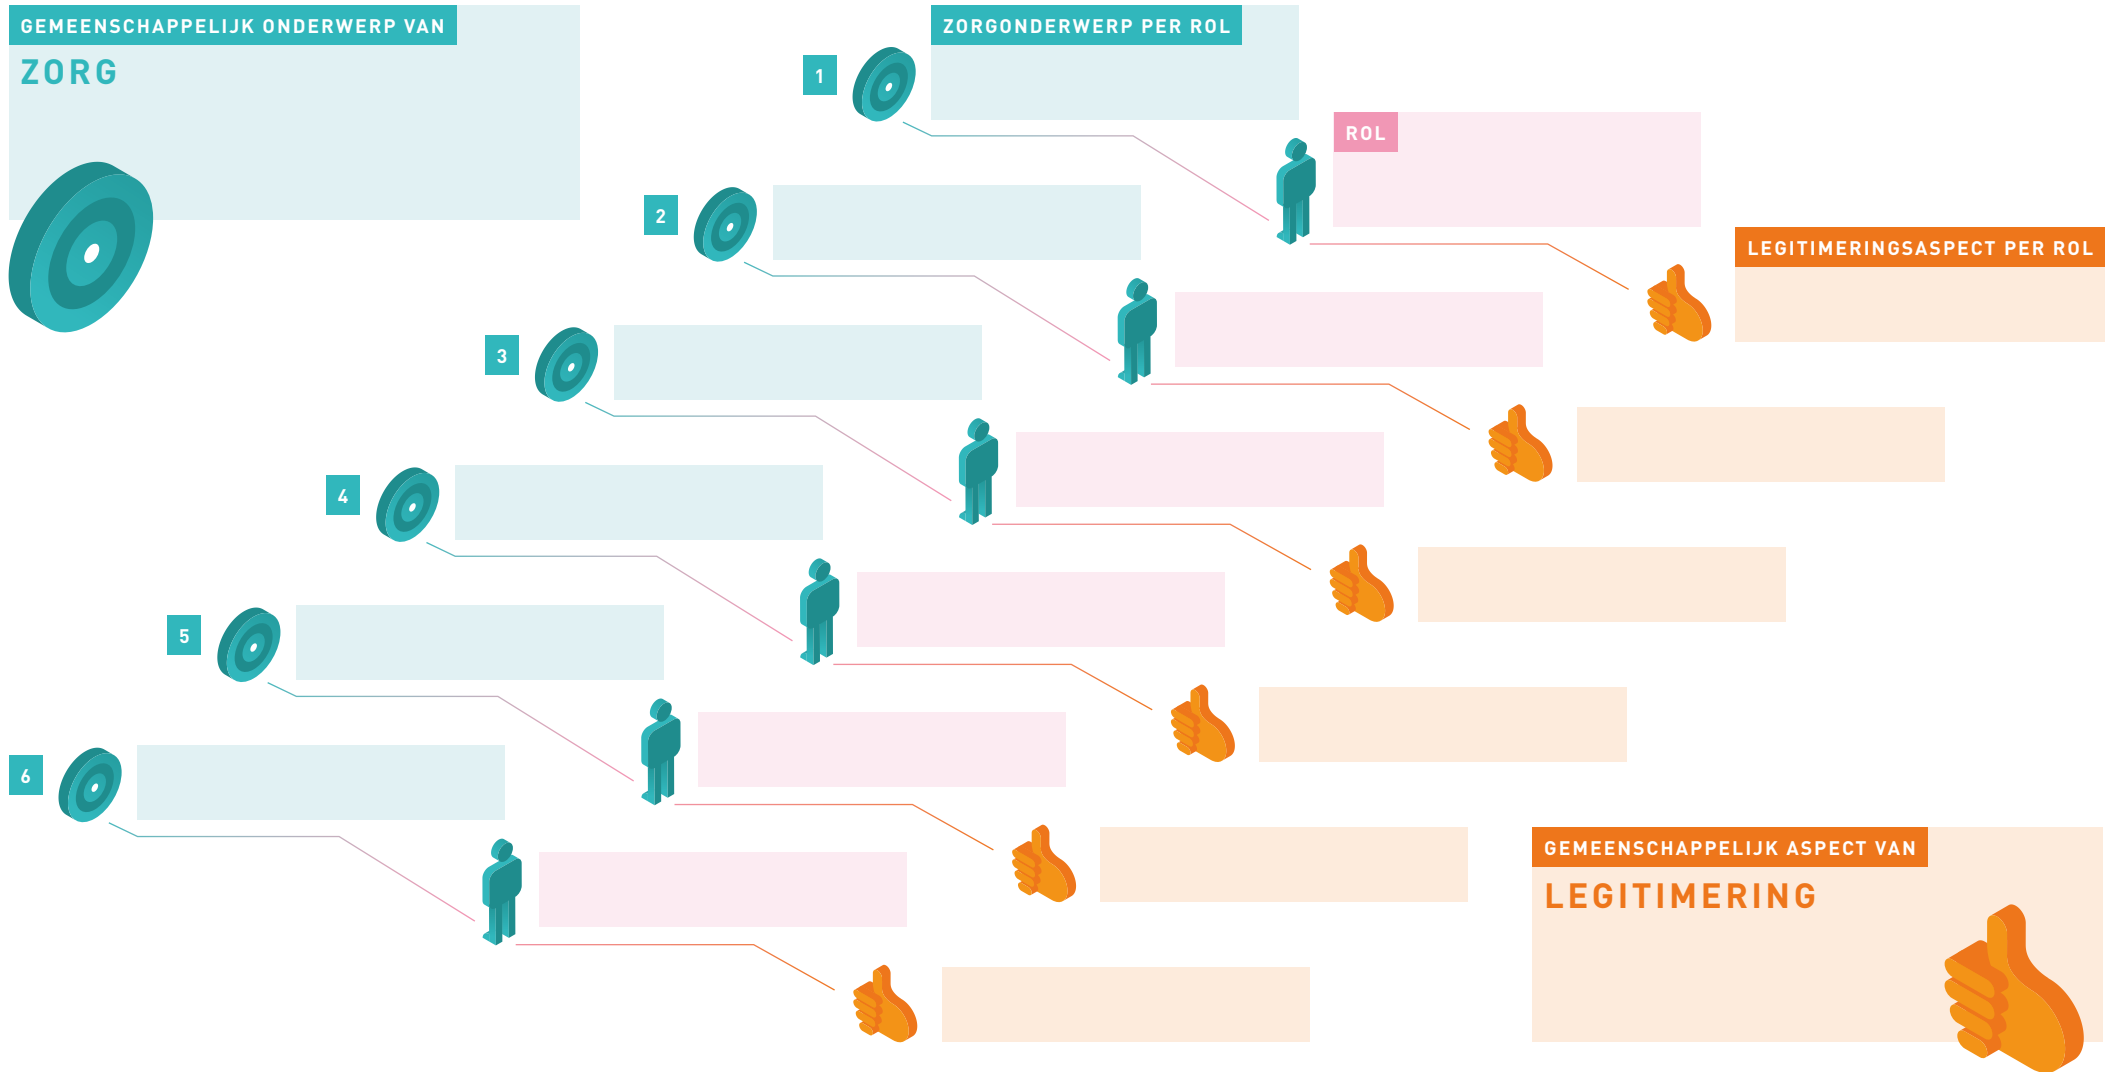 GEMEENSCHAPPELIJK ONDERWERP VAN
ZORG
ZORGONDERWERP PER ROL
1
ROL
2
LEGITIMERINGSASPECT PER ROL
3
4
5
6
GEMEENSCHAPPELIJK ASPECT VAN
LEGITIMERING